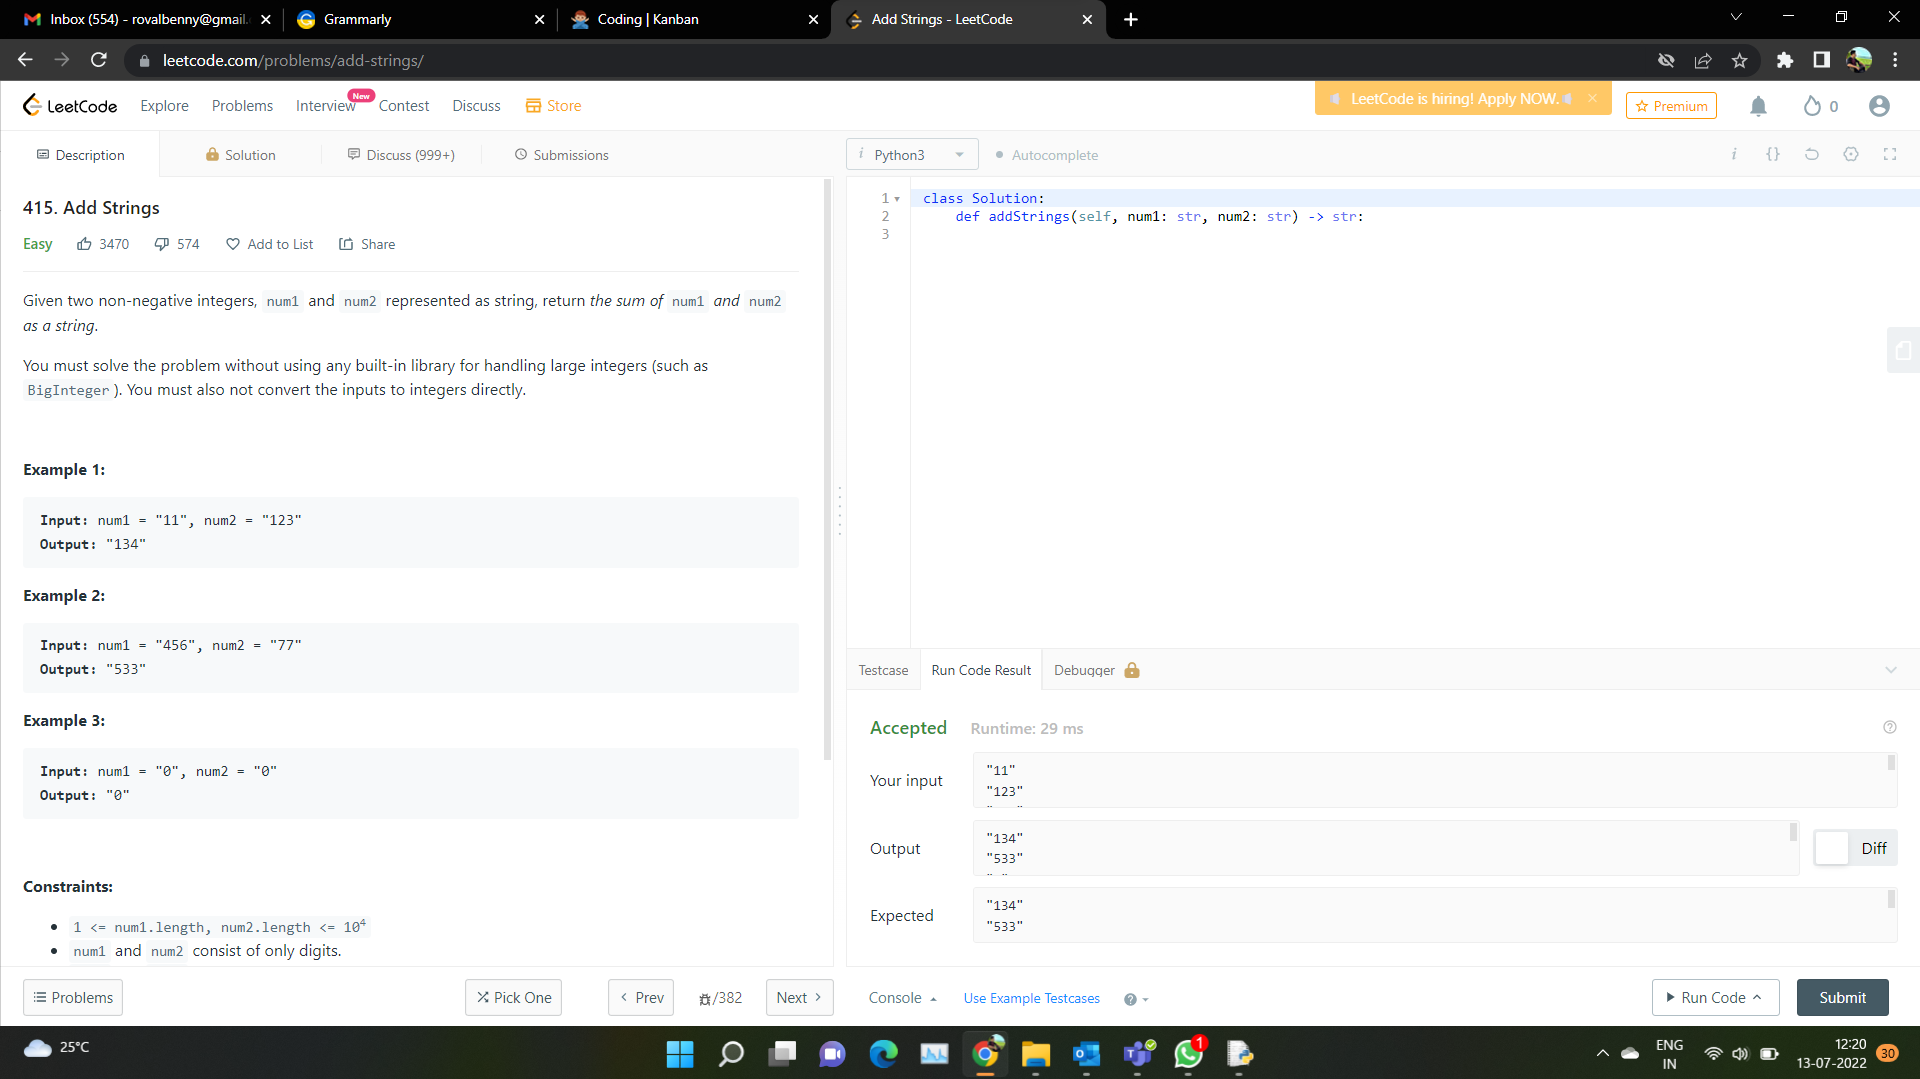 Inbox (554) - rovalbenny@gmail.
Grammarly
Coding | Kanban
Add Strings - LeetCode
leetcode.com/problems/add-strings/
LeetCode Explore Problems Interview New Contest Discuss Store
LeetCode is hiring! Apply NOW.
Premium
0
Description
Solution
Discuss (999+)
Submissions
415. Add Strings
Easy 3470 574 Add to List Share
Given two non-negative integers, num1 and num2 represented as string, return the sum of num1 and num2
as a string.
You must solve the problem without using any built-in library for handling large integers (such as
BigInteger). You must also not convert the inputs to integers directly.
Example 1:
Input: num1 = "11", num2 = "123"
Output: "134"
Example 2:
Input: num1 = "456", num2 = "77"
Output: "533"
Example 3:
Input: num1 = "0", num2 = "0"
Output: "0"
Constraints:
1 <= num1.length, num2.length <= 10⁴
num1 and num2 consist of only digits.
Problems
Pick One
Prev
/382
Next
i Python3
Autocomplete
i {}
1 class Solution:
2 def addStrings(self, num1: str, num2: str) -> str:
3
Testcase
Run Code Result
Debugger
Accepted Runtime: 29 ms
Your input
"11"
"123"
Output
"134"
"533"
Diff
Expected
"134"
"533"
Console
Use Example Testcases
Run Code
Submit
25°C
1
ENG
IN
12:20
13-07-2022
30